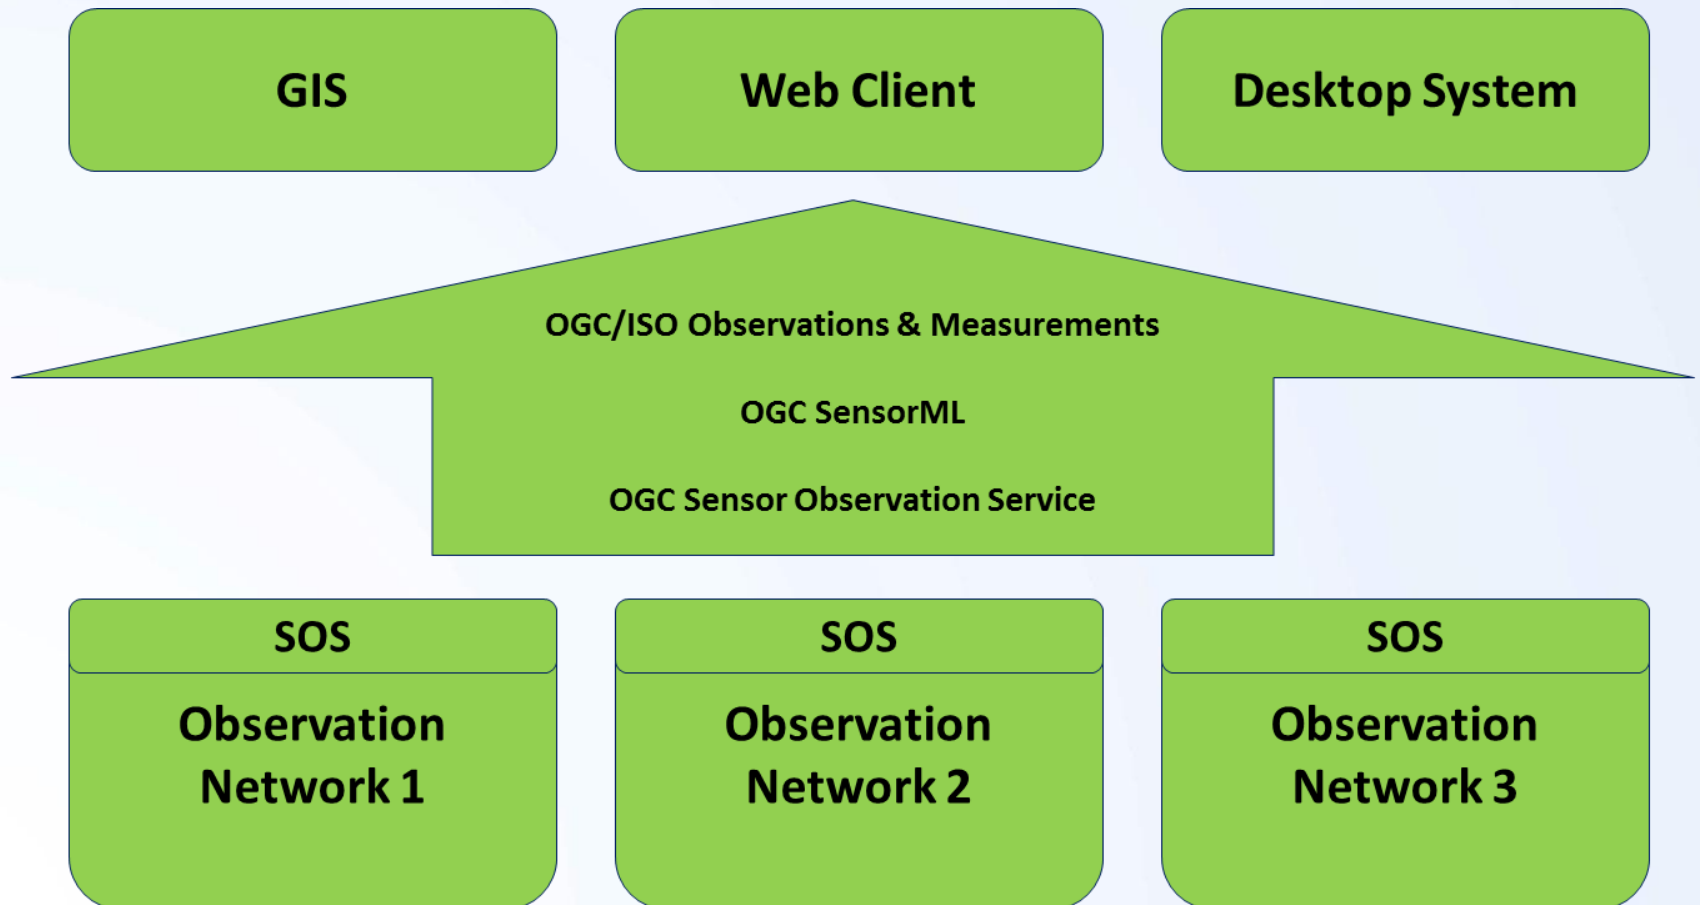 GIS
Web Client
Desktop System
OGC/ISO Observations & Measurements
OGC SensorML
OGC Sensor Observation Service
SOS
SOS
SOS
Observation
Network 1
Observation
Network 2
Observation
Network 3